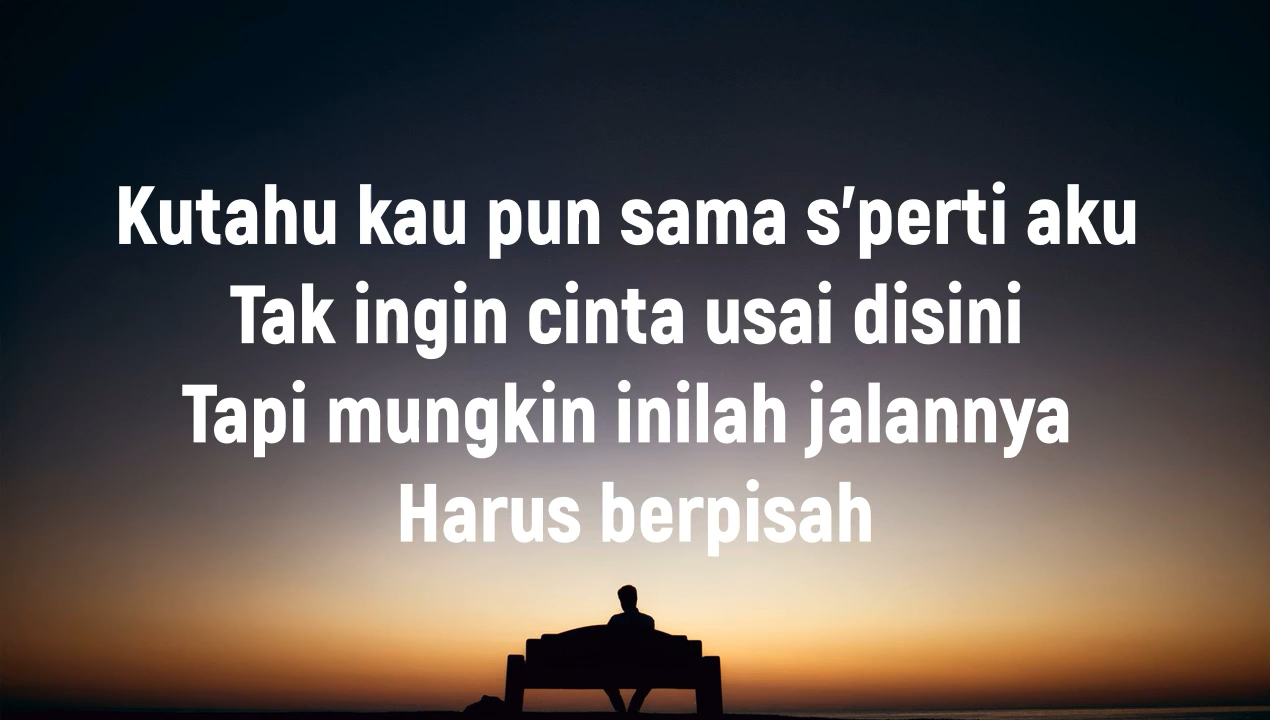 Kutahu kau pun sama s'perti aku
Tak ingin cinta usai disini
Tapi mungkin inilah jalannya
Harus berpisah